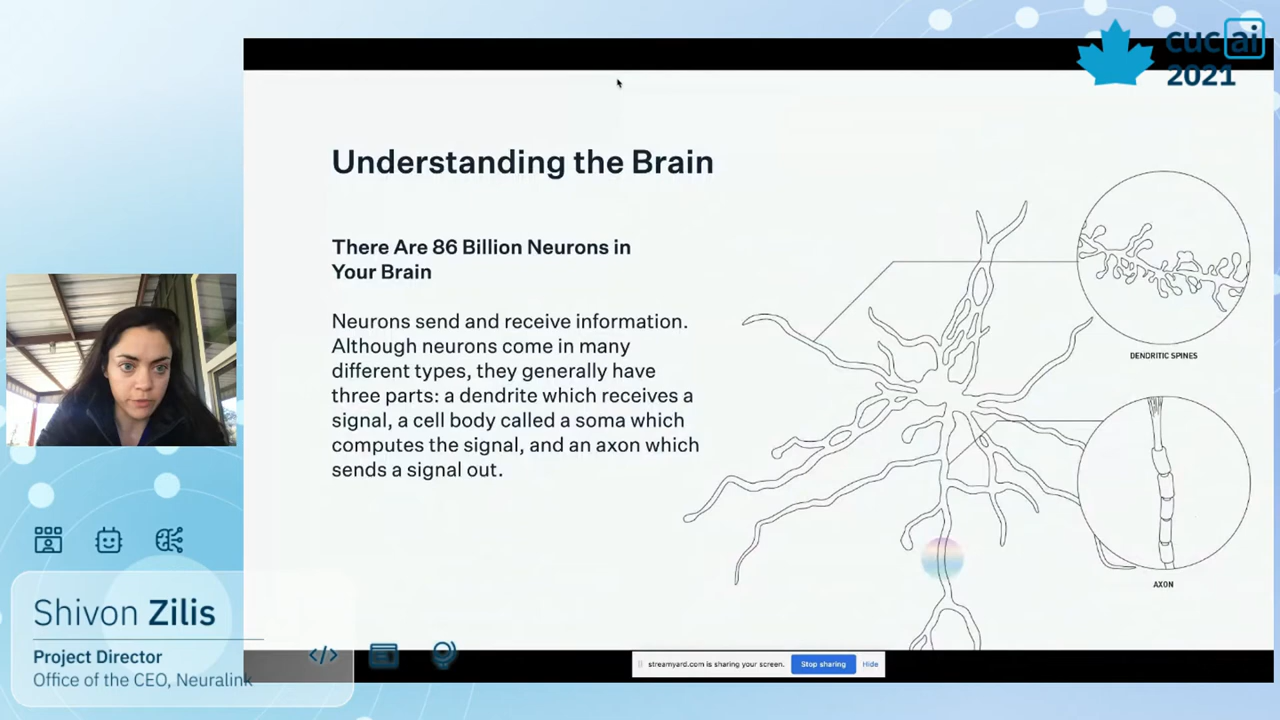 cuc ai
2021
Understanding the Brain
There Are 86 Billion Neurons in
Your Brain
Neurons send and receive information.
Although neurons come in many
different types, they generally have
three parts: a dendrite which receives a
signal, a cell body called a soma which
computes the signal, and an axon which
sends a signal out.
DENDRITIC SPINES
AXON
Shivon Zilis
Project Director
Office of the CEO, Neuralink
</>
streamyard.com is sharing your screen.
Stop sharing
Hide